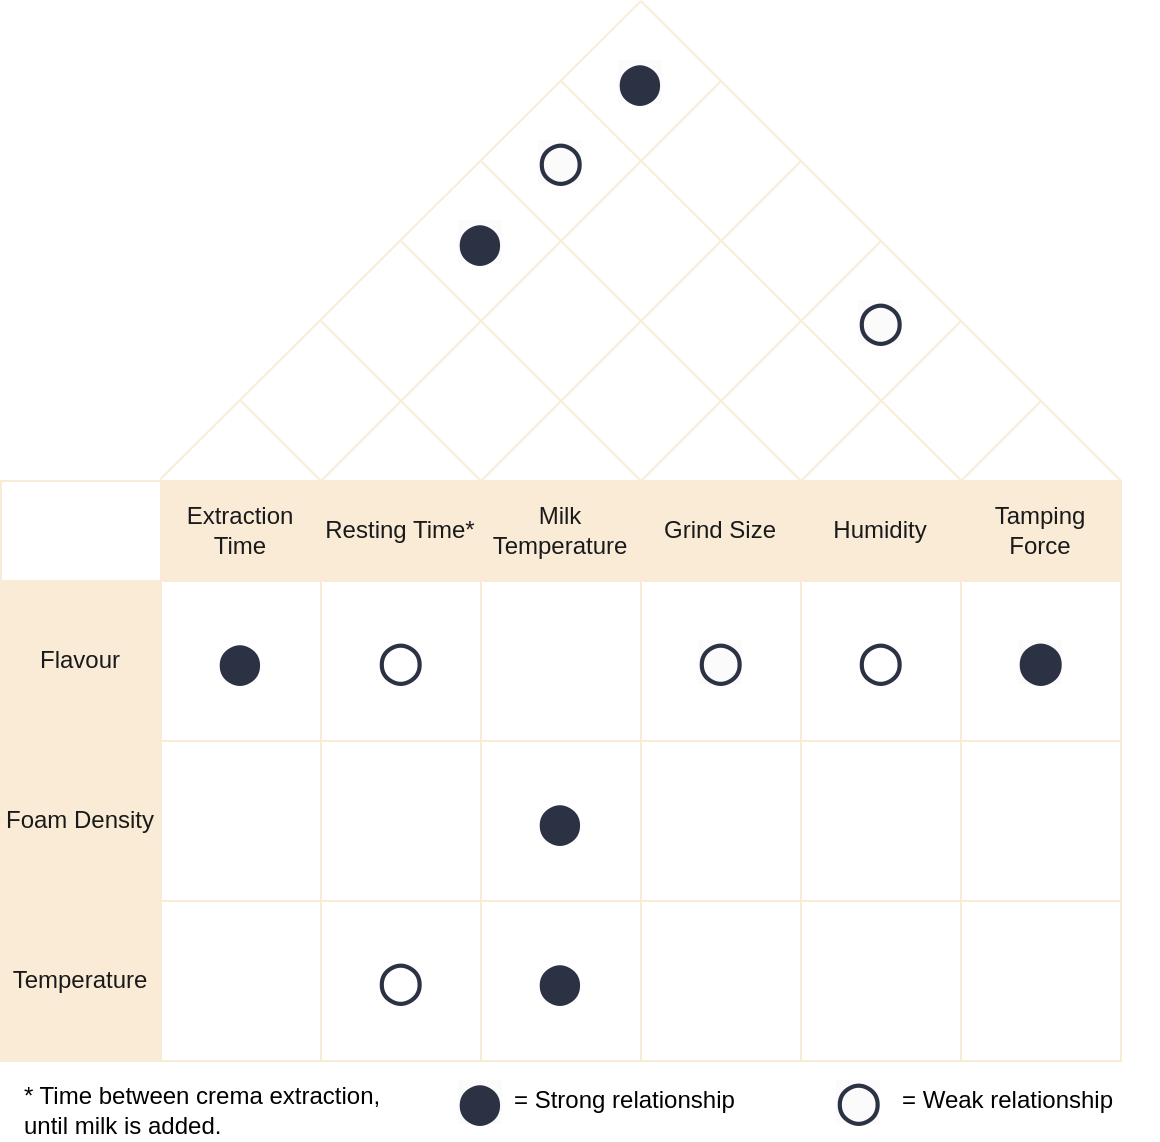 Extraction
Time
Resting Time*
Milk
Temperature
Grind Size
Humidity
Tamping
Force
Flavour
Foam Density
Temperature
* Time between crema extraction,
until milk is added.
= Strong relationship
= Weak relationship